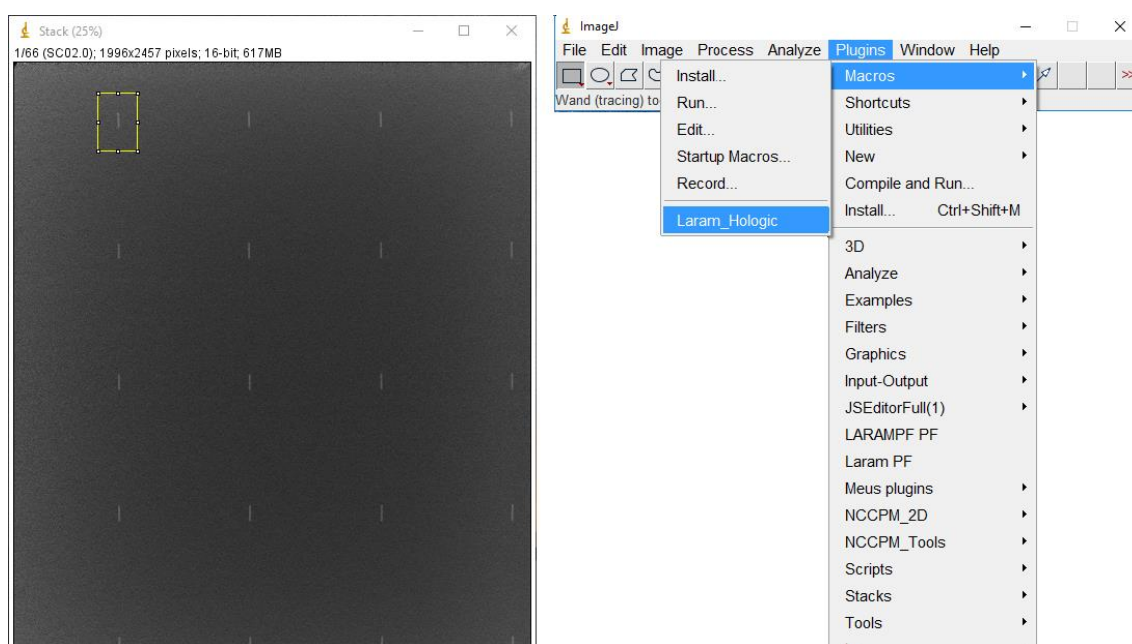 Stack (25%)
1/66 (SC02.0); 1996x2457 pixels; 16-bit; 617MB
ImageJ
File Edit Image Process Analyze Plugins Window Help
Wand (tracing) to
Install...
Run...
Edit...
Startup Macros...
Record...
Laram_Hologic
Macros
Shortcuts
Utilities
New
Compile and Run...
Install... Ctrl+Shift+M
3D
Analyze
Examples
Filters
Graphics
Input-Output
JSEditorFull(1)
LARAMPF PF
Laram PF
Meus plugins
NCCPM_2D
NCCPM_Tools
Scripts
Stacks
Tools